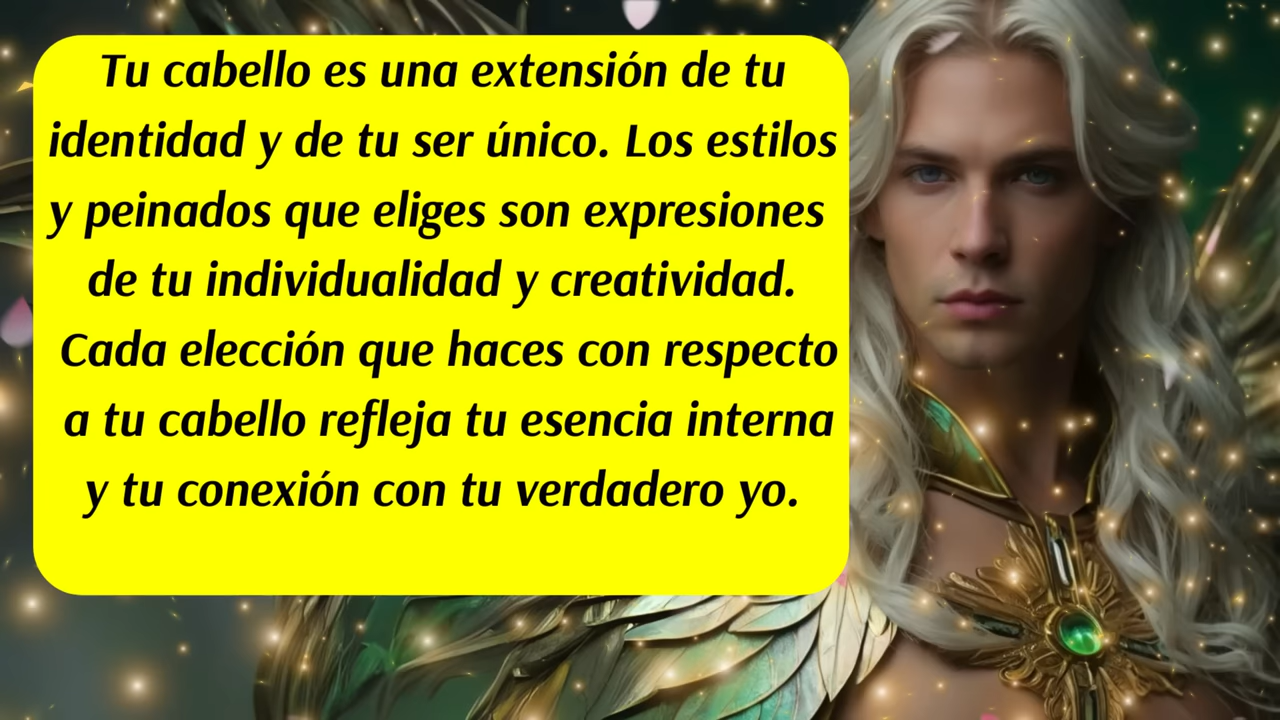 Tu cabello es una extensión de tu
identidad y de tu ser único. Los estilos
y peinados que eliges son expresiones
de tu individualidad y creatividad.
Cada elección que haces con respecto
a tu cabello refleja tu esencia interna
y tu conexión con tu verdadero yo.